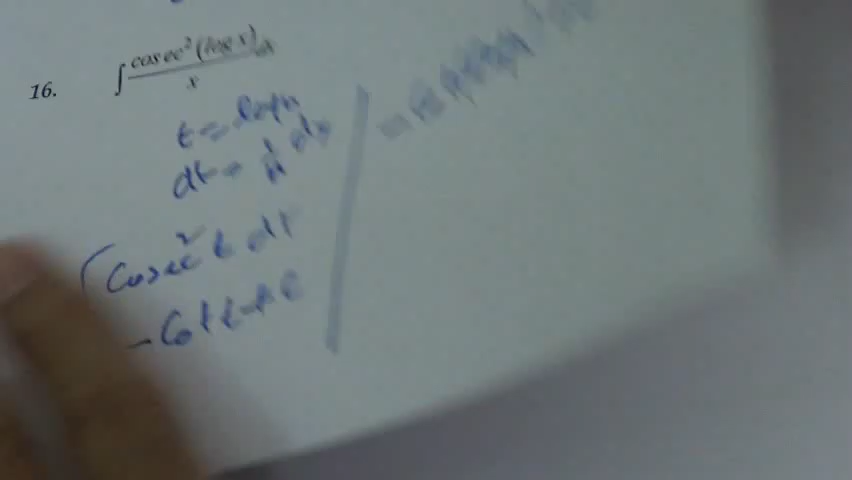 16. ∫ cosec² (log x) / x dx
t = log x
dt = 1/x dx
∫ cosec² t dt
- cot t + c